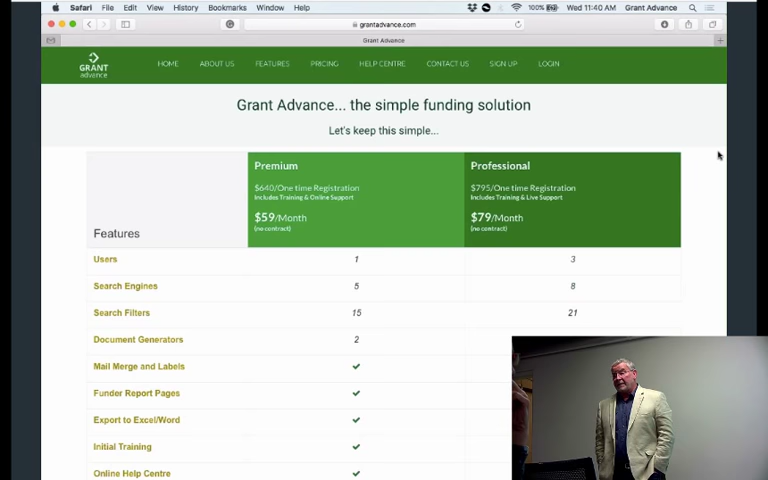 Safari File Edit View History Bookmarks Window Help 100% Wed 11:40 AM Grant Advance
grantadvance.com
Grant Advance
GRANT
advance
HOME ABOUT US FEATURES PRICING HELP CENTRE CONTACT US SIGN UP LOGIN
Grant Advance... the simple funding solution
Let's keep this simple...
Premium Professional
$640/One time Registration $795/One time Registration
Includes Training & Online Support Includes Training & Live Support
$59/Month $79/Month
(no contract) (no contract)
Features
Users 1 3
Search Engines 5 8
Search Filters 15 21
Document Generators 2
Mail Merge and Labels
Funder Report Pages
Export to Excel/Word
Initial Training
Online Help Centre